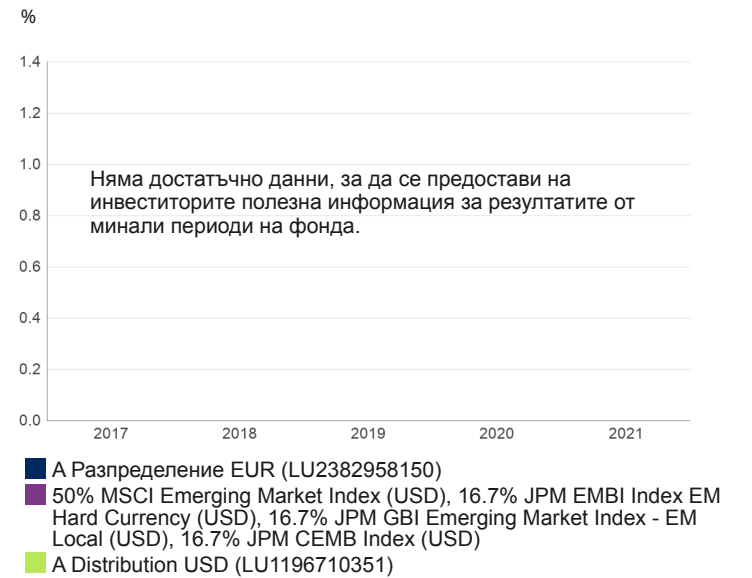 %
1.4
1.2
1.0
Няма достатъчно данни, за да се предостави на
инвеститорите полезна информация за резултатите от
0.8
минали периоди на фонда.
0.6
0.4
0.2
0.0
2017 2018 2019 2020 2021
A Разпределение EUR (LU2382958150)
50% MSCI Emerging Market Index (USD), 16.7% JPM EMBI Index EM
Hard Currency (USD), 16.7% JPM GBI Emerging Market Index - EM
Local (USD), 16.7% JPM CEMB Index (USD)
A Distribution USD (LU1196710351)